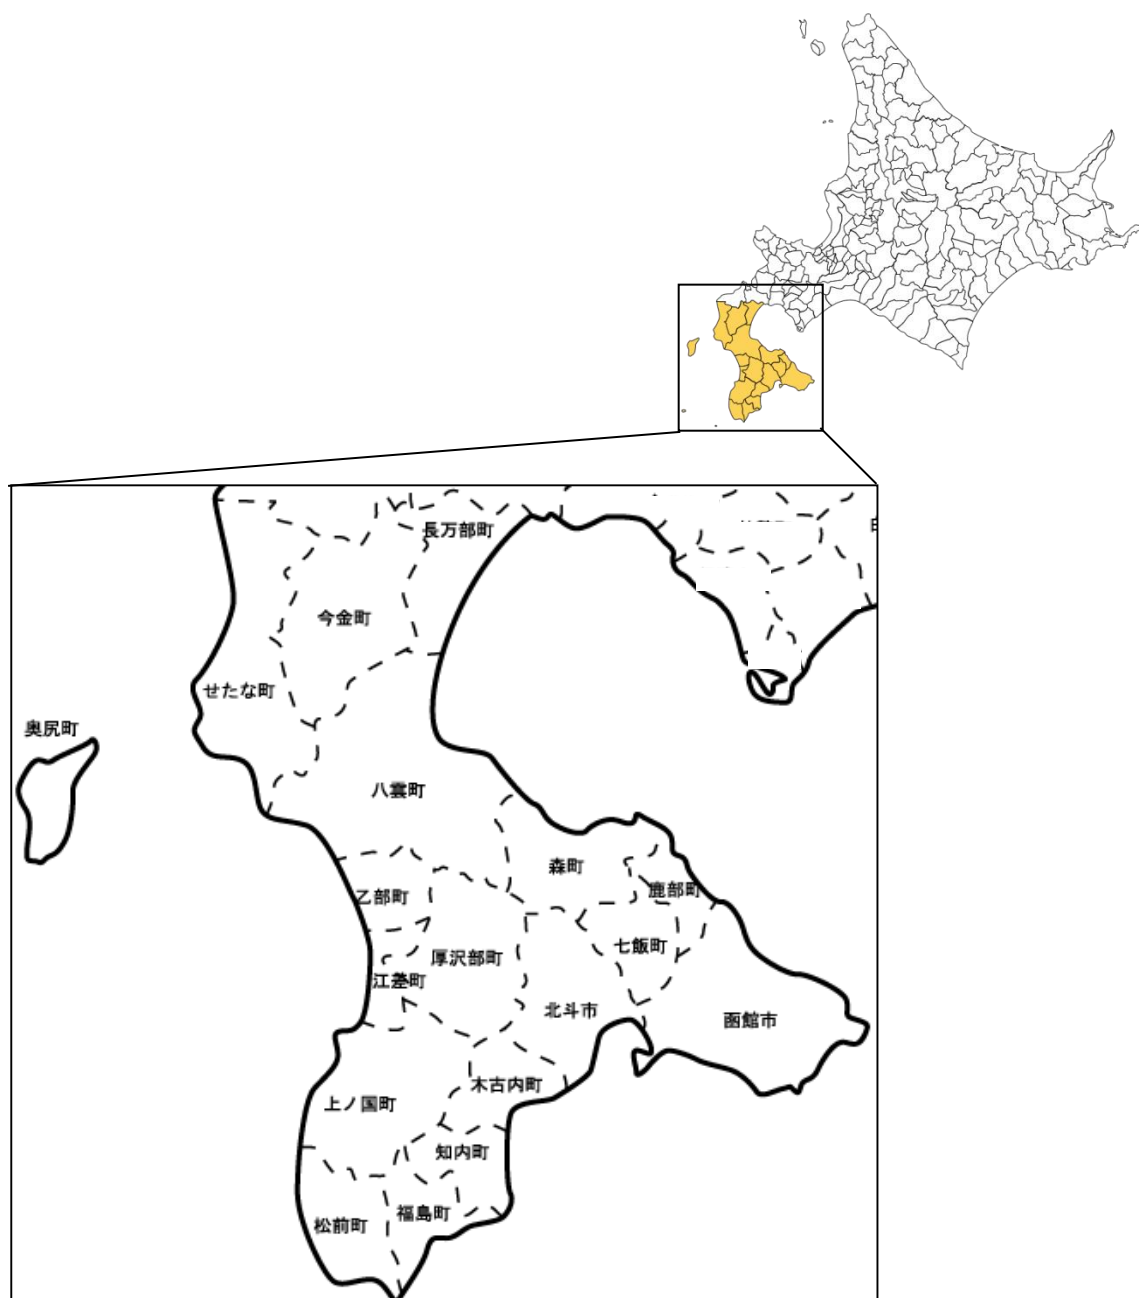 長万部町
今金町
せたな町
奥尻町
八雲町
森町
鹿部町
乙部町
七飯町
厚沢部町
江差町
北斗市
函館市
木古内町
上ノ国町
知内町
福島町
松前町